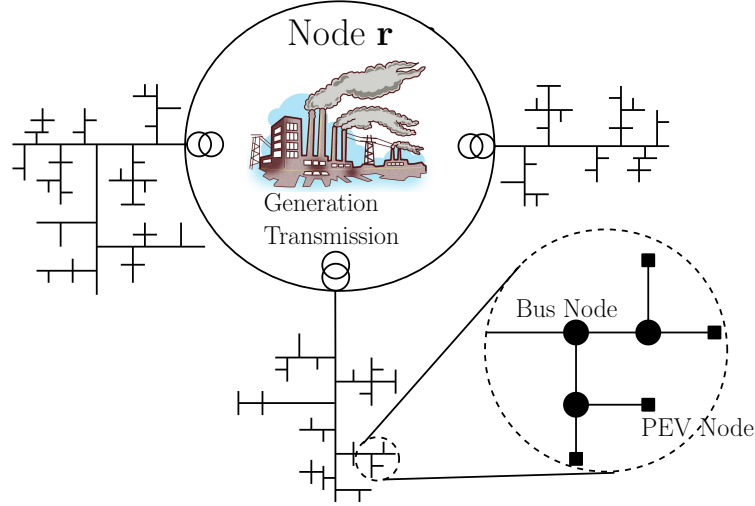 Node r
Generation
Transmission
Bus Node
PEV Node